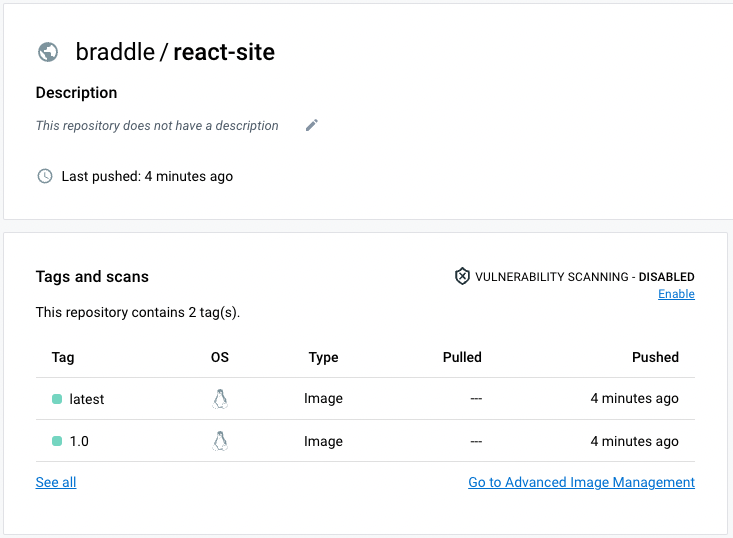 braddle / react-site
Description
This repository does not have a description
Last pushed: 4 minutes ago
Tags and scans
VULNERABILITY SCANNING - DISABLED
Enable
This repository contains 2 tag(s).
Tag OS Type Pulled Pushed
latest Image --- 4 minutes ago
1.0 Image --- 4 minutes ago
See all Go to Advanced Image Management